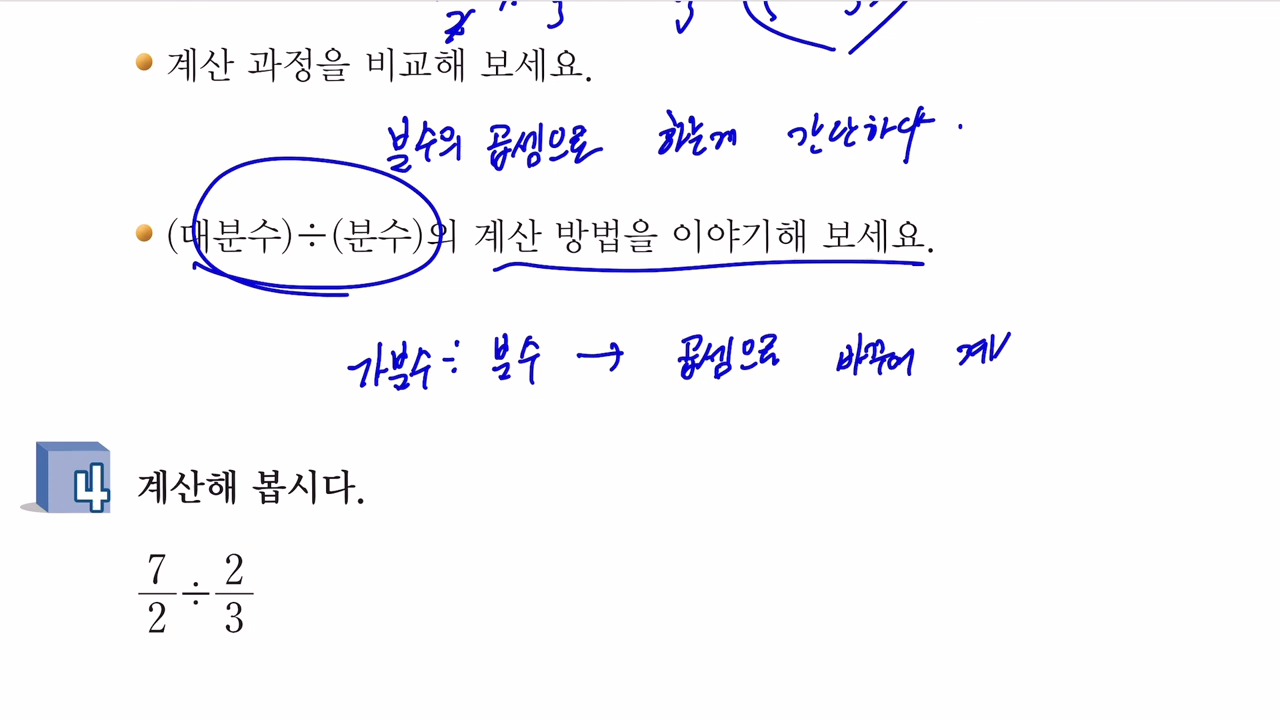 계산 과정을 비교해 보세요.
분수의 곱셈으로 하는게 간단하다.
(대분수)÷(분수)의 계산 방법을 이야기해 보세요.
가분수÷ 분수 → 곱셈으로 바꾸어 계
4 계산해 봅시다.
7/2 ÷ 2/3